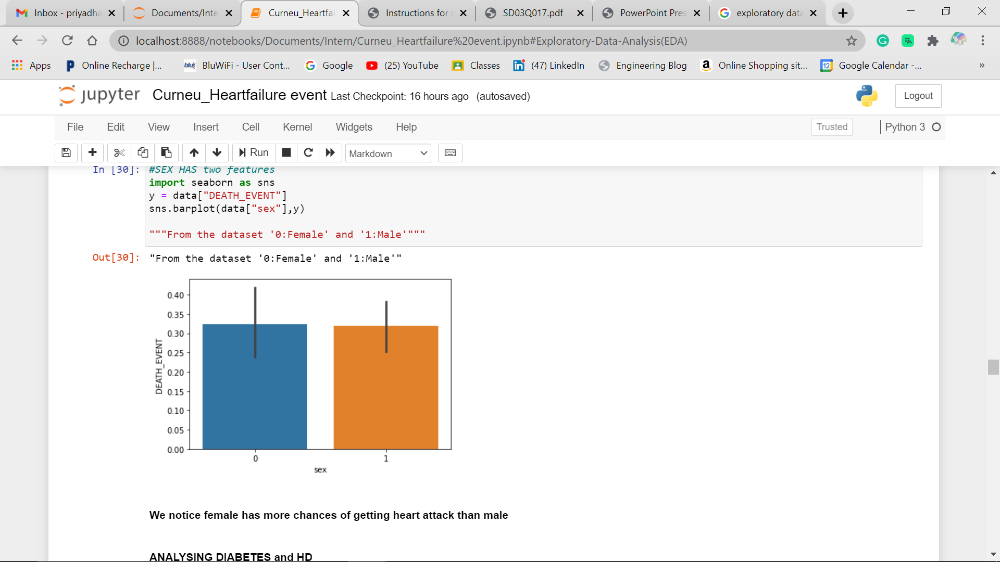 Inbox - priyadha
Documents/Inte
Curneu_Heartfai
Instructions for s
SD03Q017.pdf
PowerPoint Pres
exploratory data
localhost:8888/notebooks/Documents/Intern/Curneu_Heartfailure%20event.ipynb#Exploratory-Data-Analysis(EDA)
Apps
Online Recharge |...
BluWiFi - User Cont...
Google
(25) YouTube
Classes
(47) LinkedIn
Engineering Blog
Online Shopping sit...
12
Google Calendar -...
jupyter Curneu_Heartfailure event Last Checkpoint: 16 hours ago (autosaved)
Logout
File Edit View Insert Cell Kernel Widgets Help
Trusted
Python 3
Run
Markdown
In [30]: #SEX HAS two features
import seaborn as sns
y = data["DEATH_EVENT"]
sns.barplot(data["sex"],y)
"""From the dataset '0:Female' and '1:Male'"""
Out[30]: "From the dataset '0:Female' and '1:Male'"
0.40
0.35
0.30
0.25
0.20
0.15
0.10
0.05
0.00
DEATH_EVENT
0 1
sex
We notice female has more chances of getting heart attack than male
ANALYSING DIABETES and HD